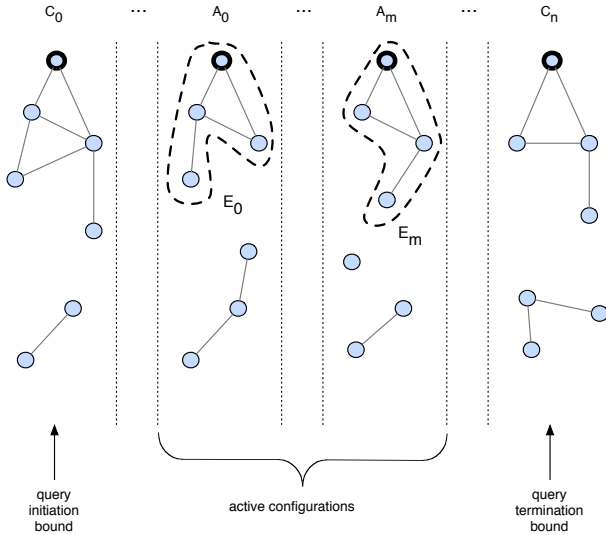 C0 ... A0 ... Am ... Cn
E0
Em
query
initiation
bound
active configurations
query
termination
bound